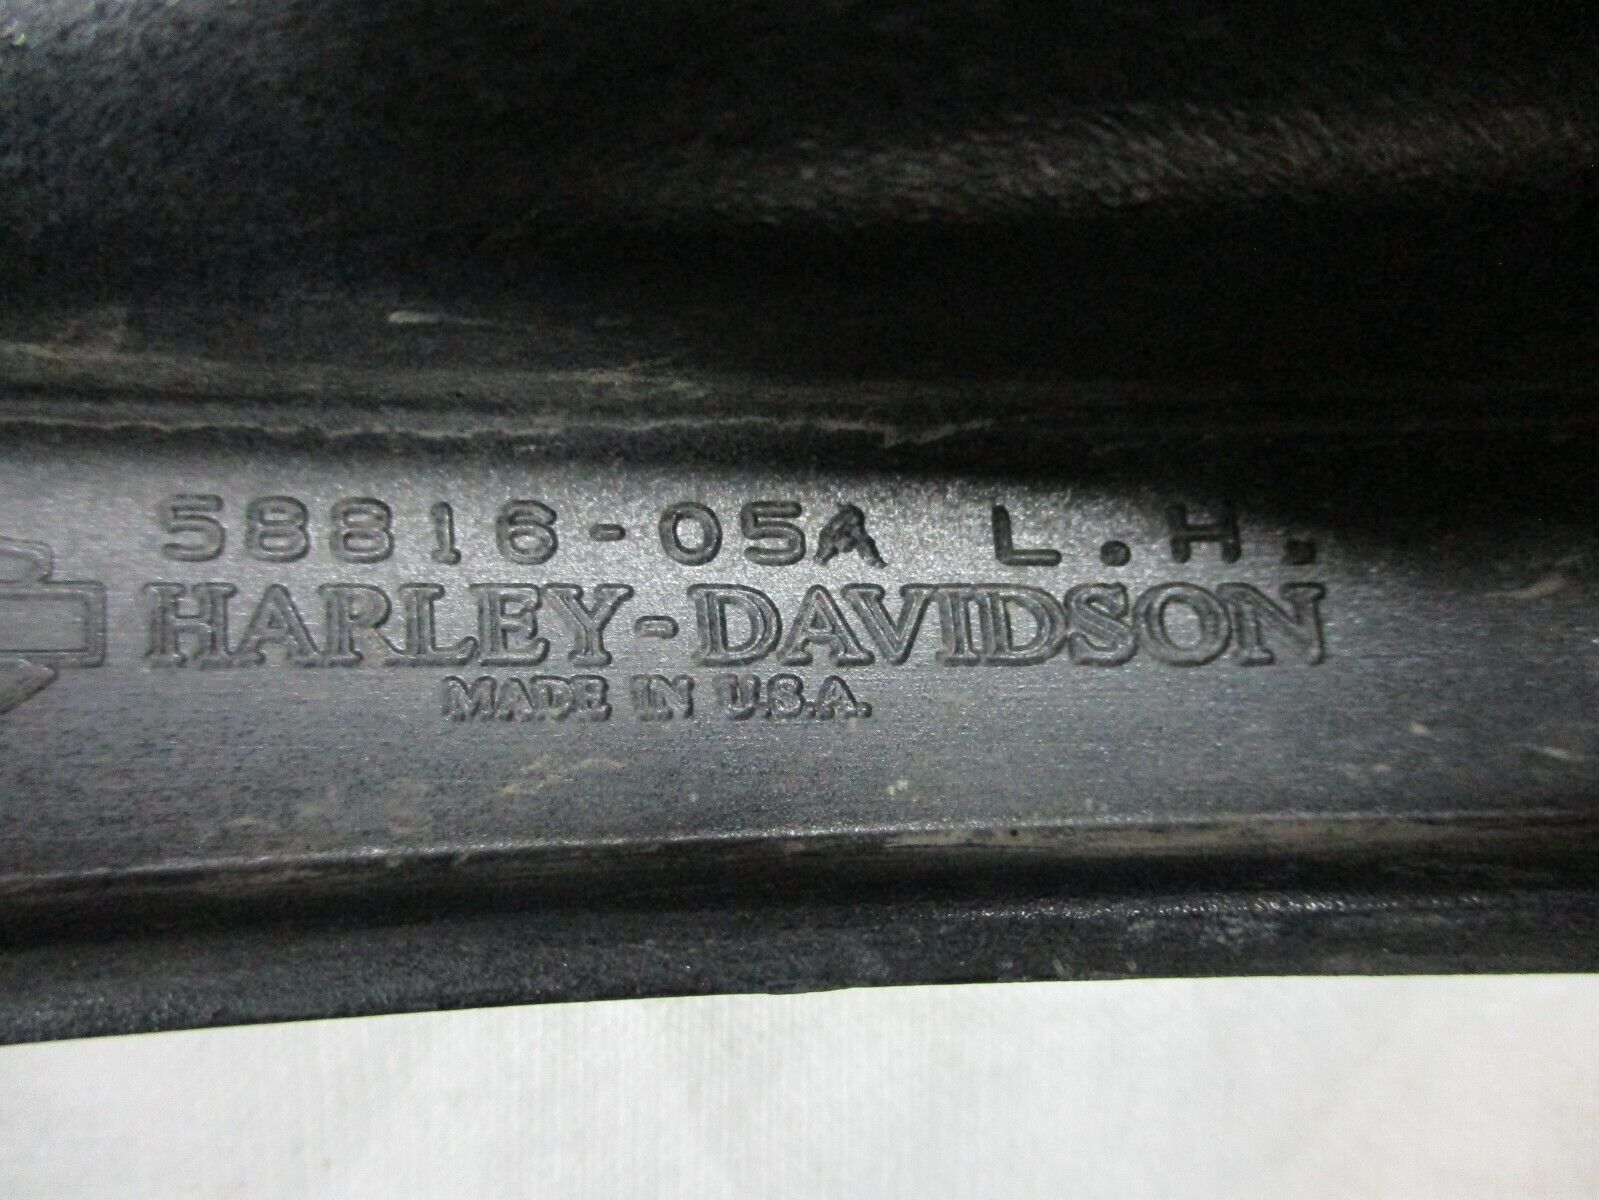 58816-05A L.H.
HARLEY-DAVIDSON
MADE IN U.S.A.